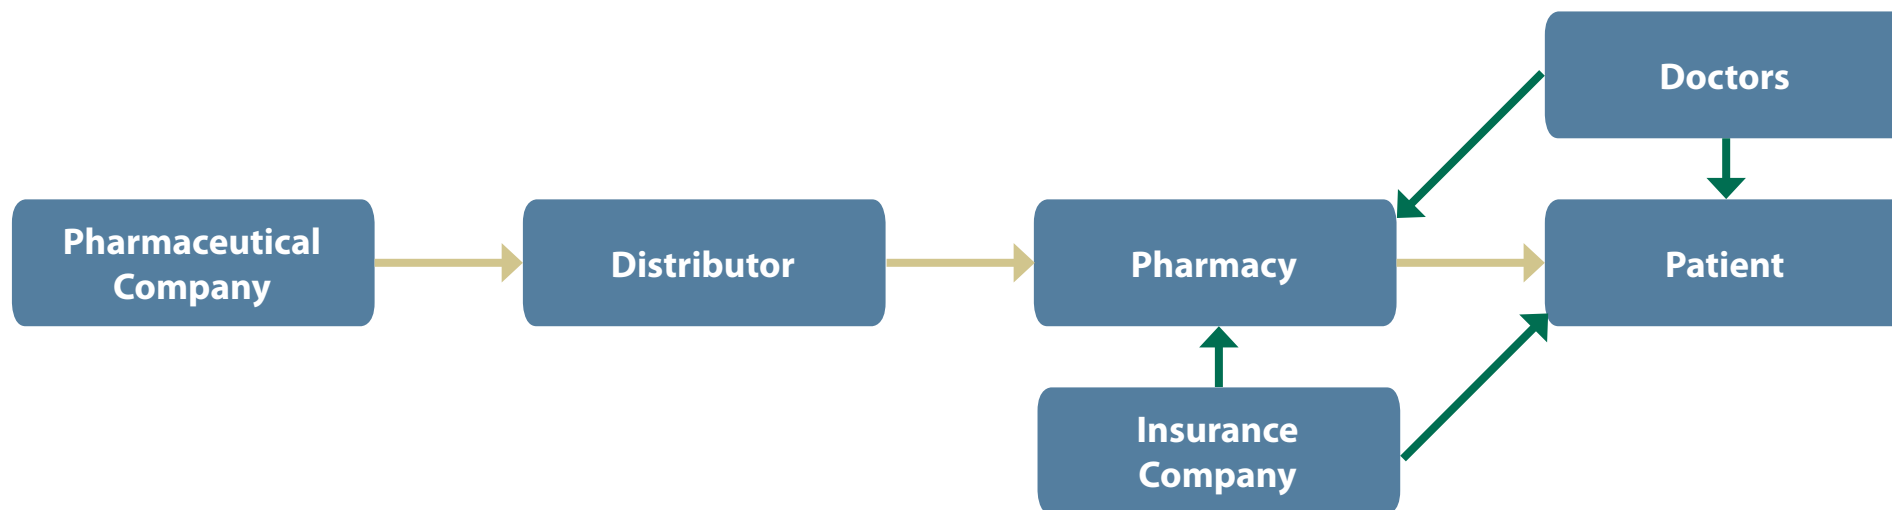 Doctors
Pharmaceutical
Company
Distributor
Pharmacy
Patient
Insurance
Company